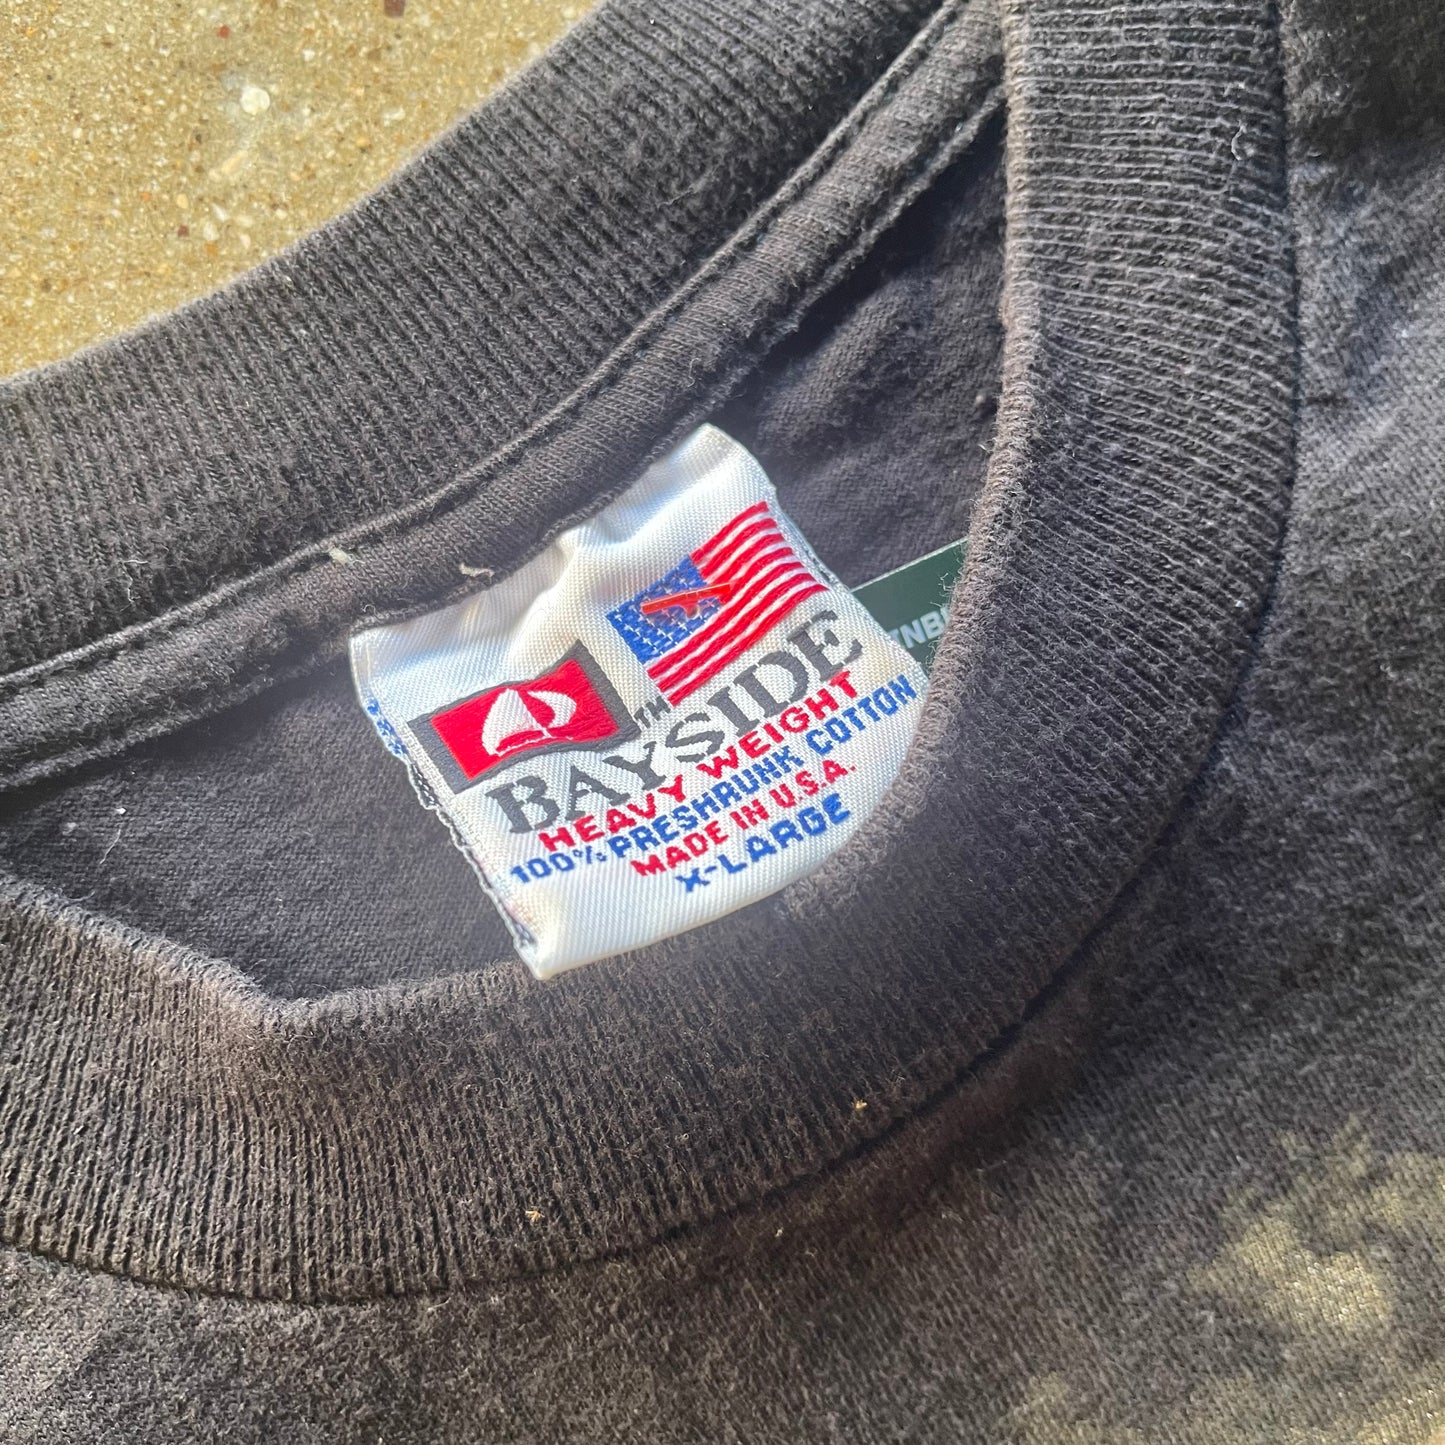 TM
BAYSIDE
HEAVY WEIGHT
100% PRESHRUNK COTTON
MADE IN U.S.A.
X-LARGE